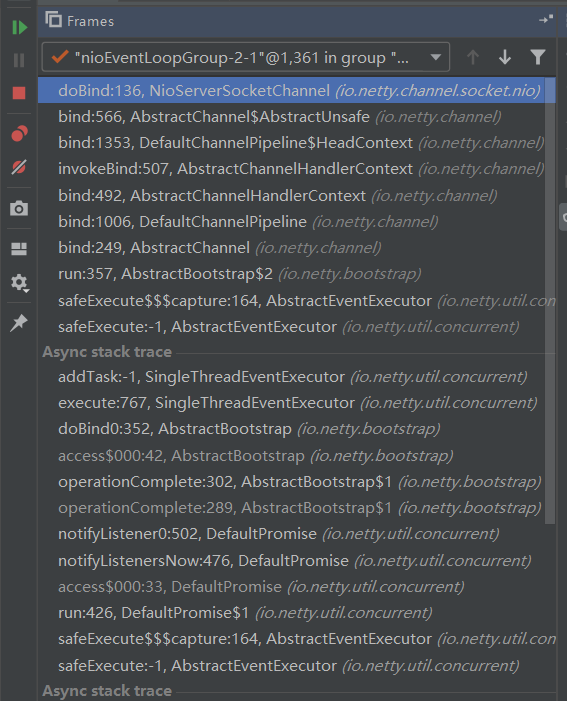 Frames
"nioEventLoopGroup-2-1"@1,361 in group "...
doBind:136, NioServerSocketChannel (io.netty.channel.socket.nio)
bind:566, AbstractChannel$AbstractUnsafe (io.netty.channel)
bind:1353, DefaultChannelPipeline$HeadContext (io.netty.channel)
invokeBind:507, AbstractChannelHandlerContext (io.netty.channel)
bind:492, AbstractChannelHandlerContext (io.netty.channel)
bind:1006, DefaultChannelPipeline (io.netty.channel)
bind:249, AbstractChannel (io.netty.channel)
run:357, AbstractBootstrap$2 (io.netty.bootstrap)
safeExecute$$$capture:164, AbstractEventExecutor (io.netty.util.con
safeExecute:-1, AbstractEventExecutor (io.netty.util.concurrent)
Async stack trace
addTask:-1, SingleThreadEventExecutor (io.netty.util.concurrent)
execute:767, SingleThreadEventExecutor (io.netty.util.concurrent)
doBind0:352, AbstractBootstrap (io.netty.bootstrap)
access$000:42, AbstractBootstrap (io.netty.bootstrap)
operationComplete:302, AbstractBootstrap$1 (io.netty.bootstrap)
operationComplete:289, AbstractBootstrap$1 (io.netty.bootstrap)
notifyListener0:502, DefaultPromise (io.netty.util.concurrent)
notifyListenersNow:476, DefaultPromise (io.netty.util.concurrent)
access$000:33, DefaultPromise (io.netty.util.concurrent)
run:426, DefaultPromise$1 (io.netty.util.concurrent)
safeExecute$$$capture:164, AbstractEventExecutor (io.netty.util.con
safeExecute:-1, AbstractEventExecutor (io.netty.util.concurrent)
Async stack trace